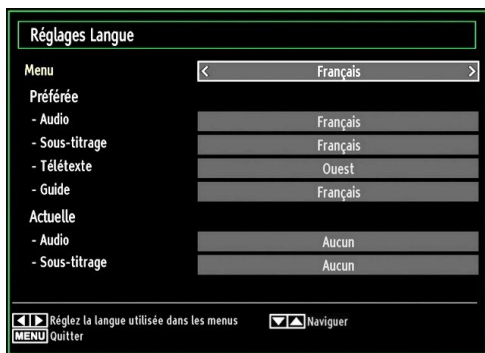 Réglages Langue
Menu < Français >
Préférée
- Audio Français
- Sous-titrage Français
- Télétexte Ouest
- Guide Français
Actuelle
- Audio Aucun
- Sous-titrage Aucun
Réglez la langue utilisée dans les menus Naviguer
MENU Quitter